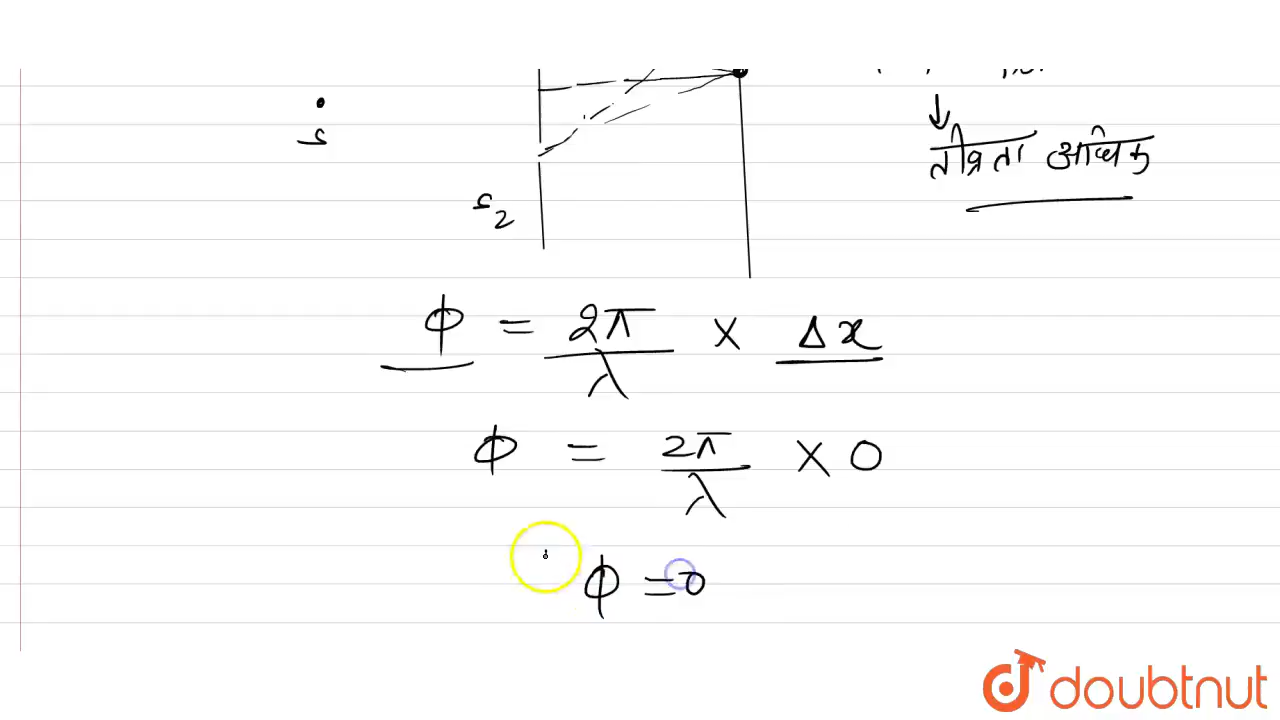 s
तीव्रता अधिक
s₂
ϕ = 2π/λ × Δx
ϕ = 2π/λ × 0
ϕ = 0
doubtnut